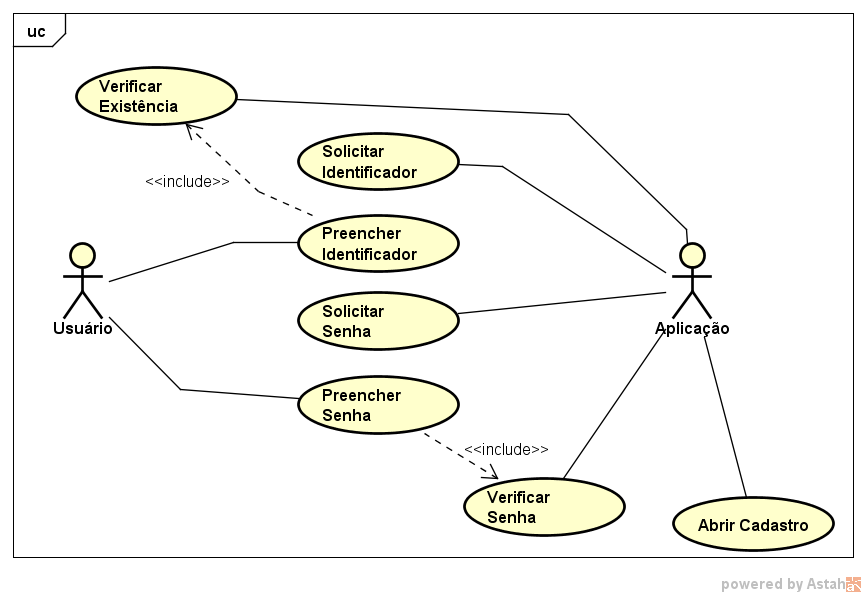 uc
Verificar
Existência
Solicitar
Identificador
<<include>>
Preencher
Identificador
Solicitar
Senha
Usuário
Aplicação
Preencher
Senha
<<include>>
Verificar
Senha
Abrir Cadastro
powered by Astah